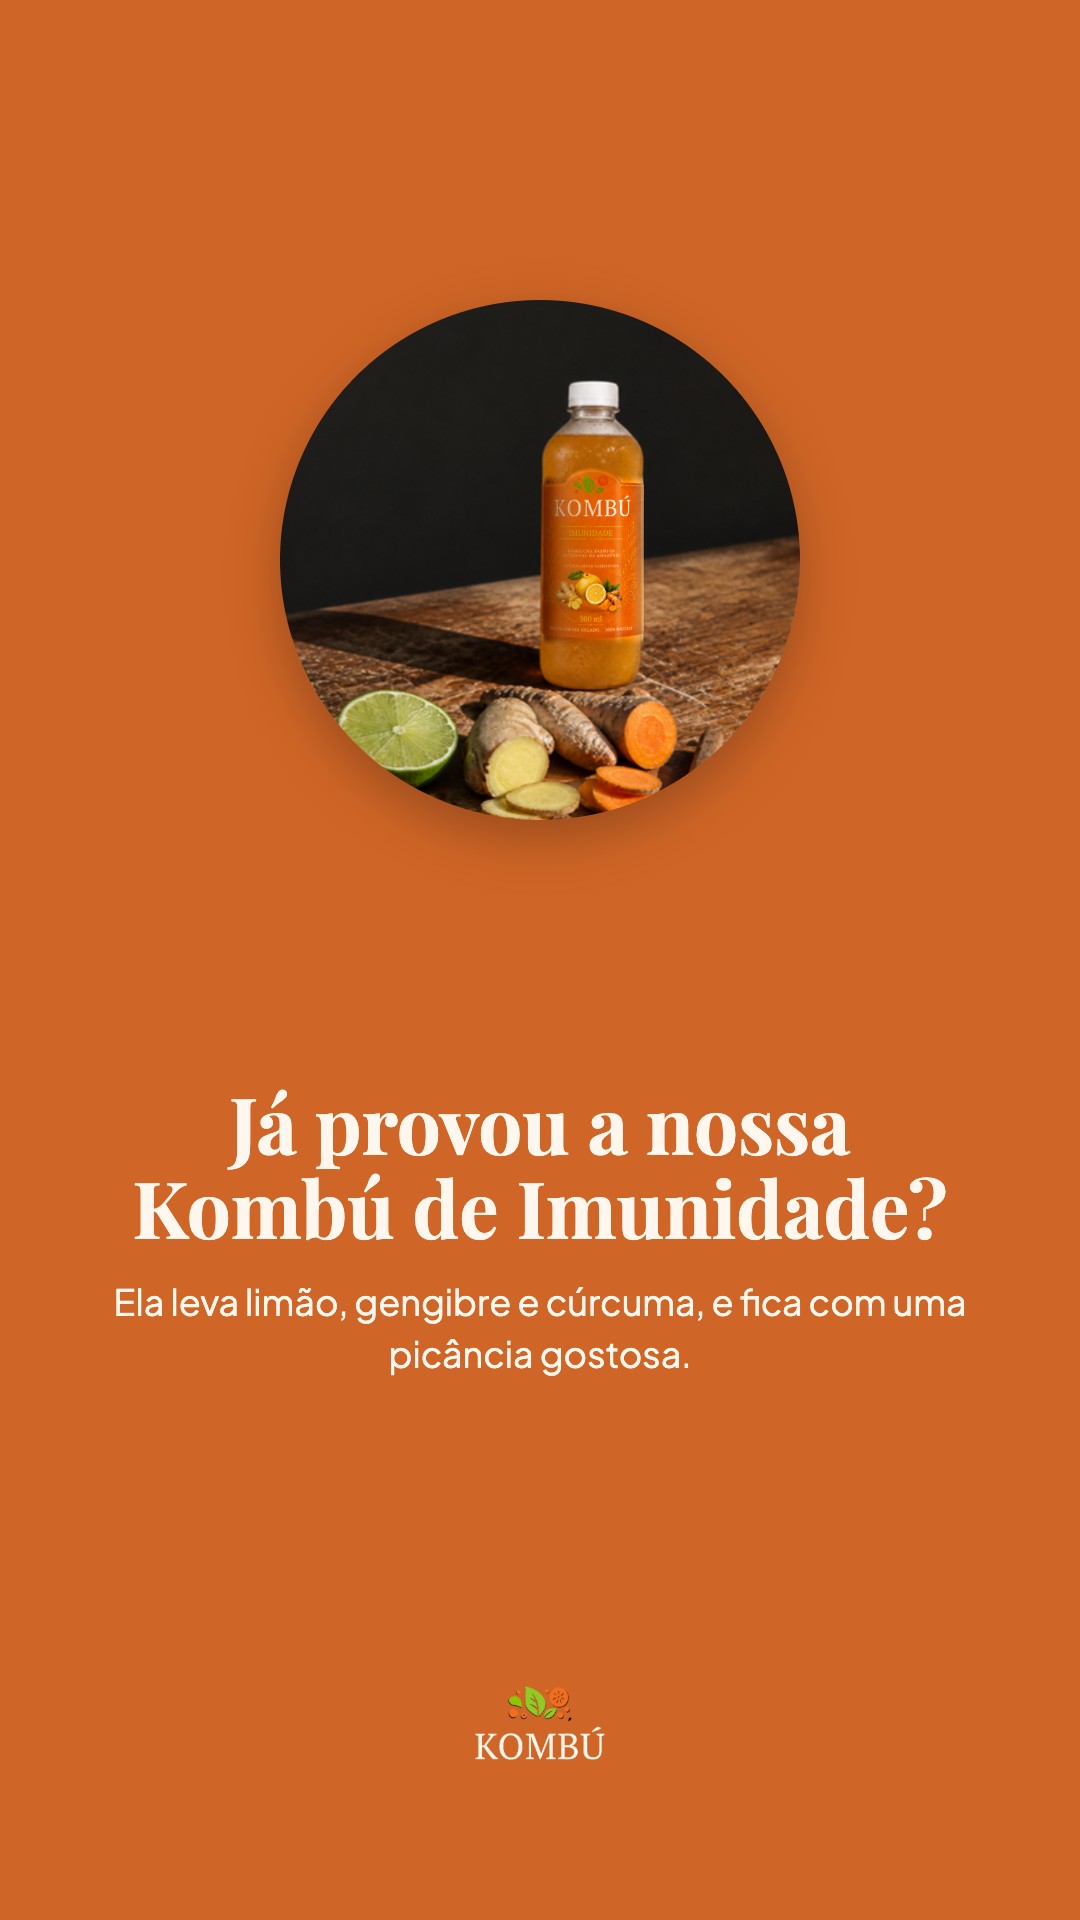 KOMBÚ
IMUNIDADE
500 ml
Já provou a nossa
Kombú de Imunidade?
Ela leva limão, gengibre e cúrcuma, e fica com uma
picância gostosa.
KOMBÚ